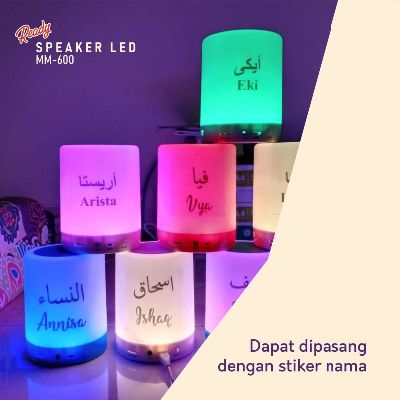 Ready
SPEAKER LED
MM-600
أيكى
Eki
أريستا
Arista
فيا
Vya
النساء
Annisa
اسحاق
Ishaq
Dapat dipasang
dengan stiker nama